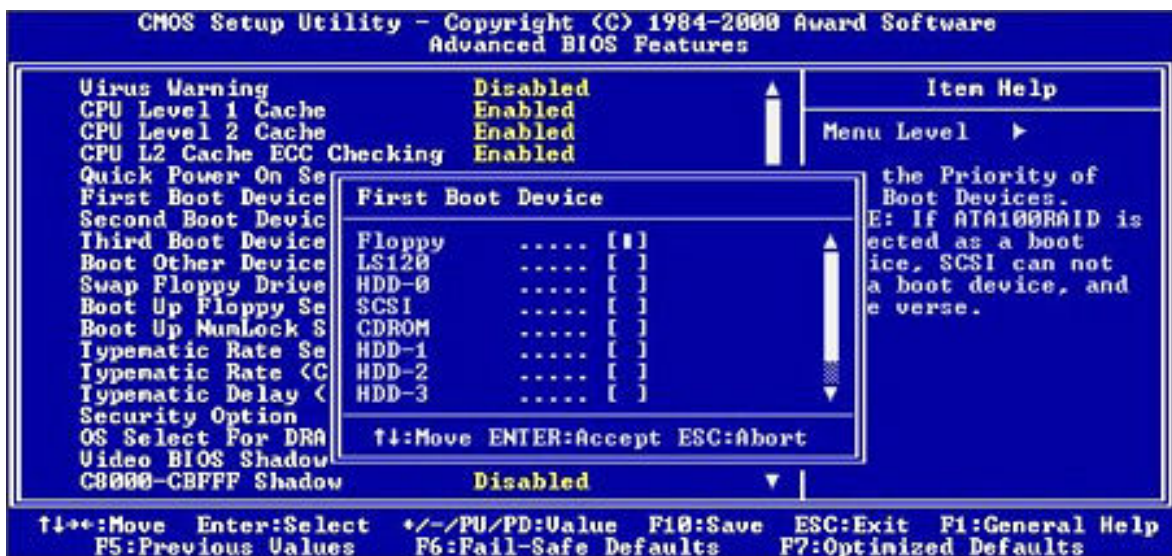 CMOS Setup Utility - Copyright (C) 1984-2000 Award Software
Advanced BIOS Features
Virus Warning Disabled
CPU Level 1 Cache Enabled
CPU Level 2 Cache Enabled
CPU L2 Cache ECC Checking Enabled
Quick Power On Se
First Boot Device
Second Boot Devic
Third Boot Device
Boot Other Device
Swap Floppy Drive
Boot Up Floppy Se
Boot Up NumLock S
Typematic Rate Se
Typematic Rate (C
Typematic Delay (
Security Option
OS Select For DRA
Video BIOS Shadow
C8000-CBFFF Shadow Disabled
First Boot Device
Floppy ..... [▮]
LS120 ..... [ ]
HDD-0 ..... [ ]
SCSI ..... [ ]
CDROM ..... [ ]
HDD-1 ..... [ ]
HDD-2 ..... [ ]
HDD-3 ..... [ ]
↑↓:Move ENTER:Accept ESC:Abort
Item Help
Menu Level ▶
the Priority of
Boot Devices.
E: If ATA100RAID is
ected as a boot
ice, SCSI can not
a boot device, and
e verse.
↑↓→←:Move Enter:Select +/-/PU/PD:Value F10:Save ESC:Exit F1:General Help
F5:Previous Values F6:Fail-Safe Defaults F7:Optimized Defaults